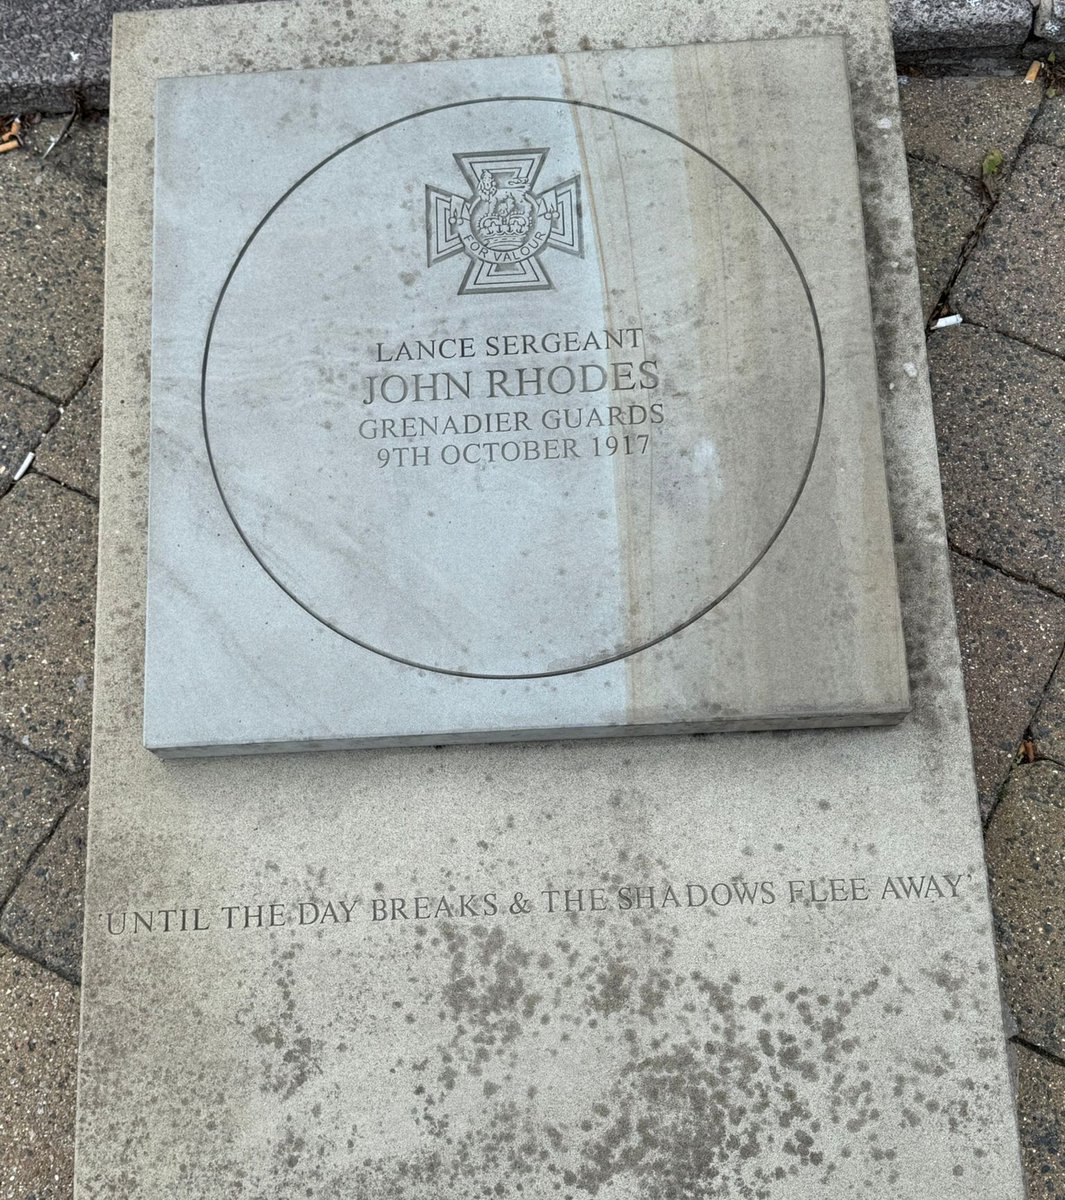 FOR VALOUR
LANCE SERGEANT
JOHN RHODES
GRENADIER GUARDS
9TH OCTOBER 1917
'UNTIL THE DAY BREAKS & THE SHADOWS FLEE AWAY'